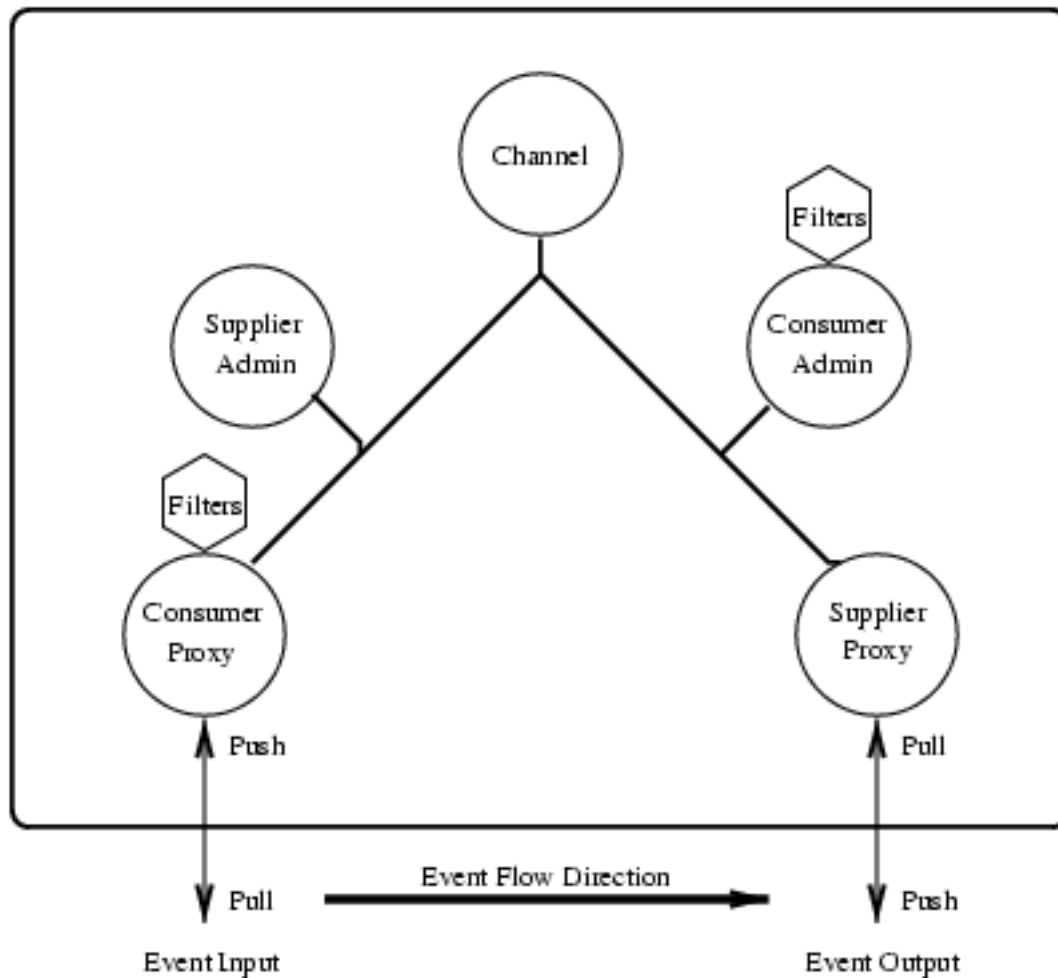 Channel
Filters
Supplier
Admin
Consumer
Admin
Filters
Consumer
Proxy
Supplier
Proxy
Push
Pull
Event Flow Direction
Pull
Push
Event Input
Event Output